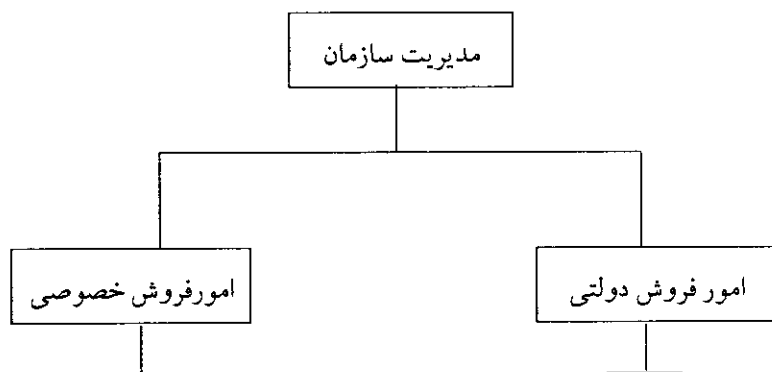 مدیریت سازمان
امور فروش دولتی
امورفروش خصوصی